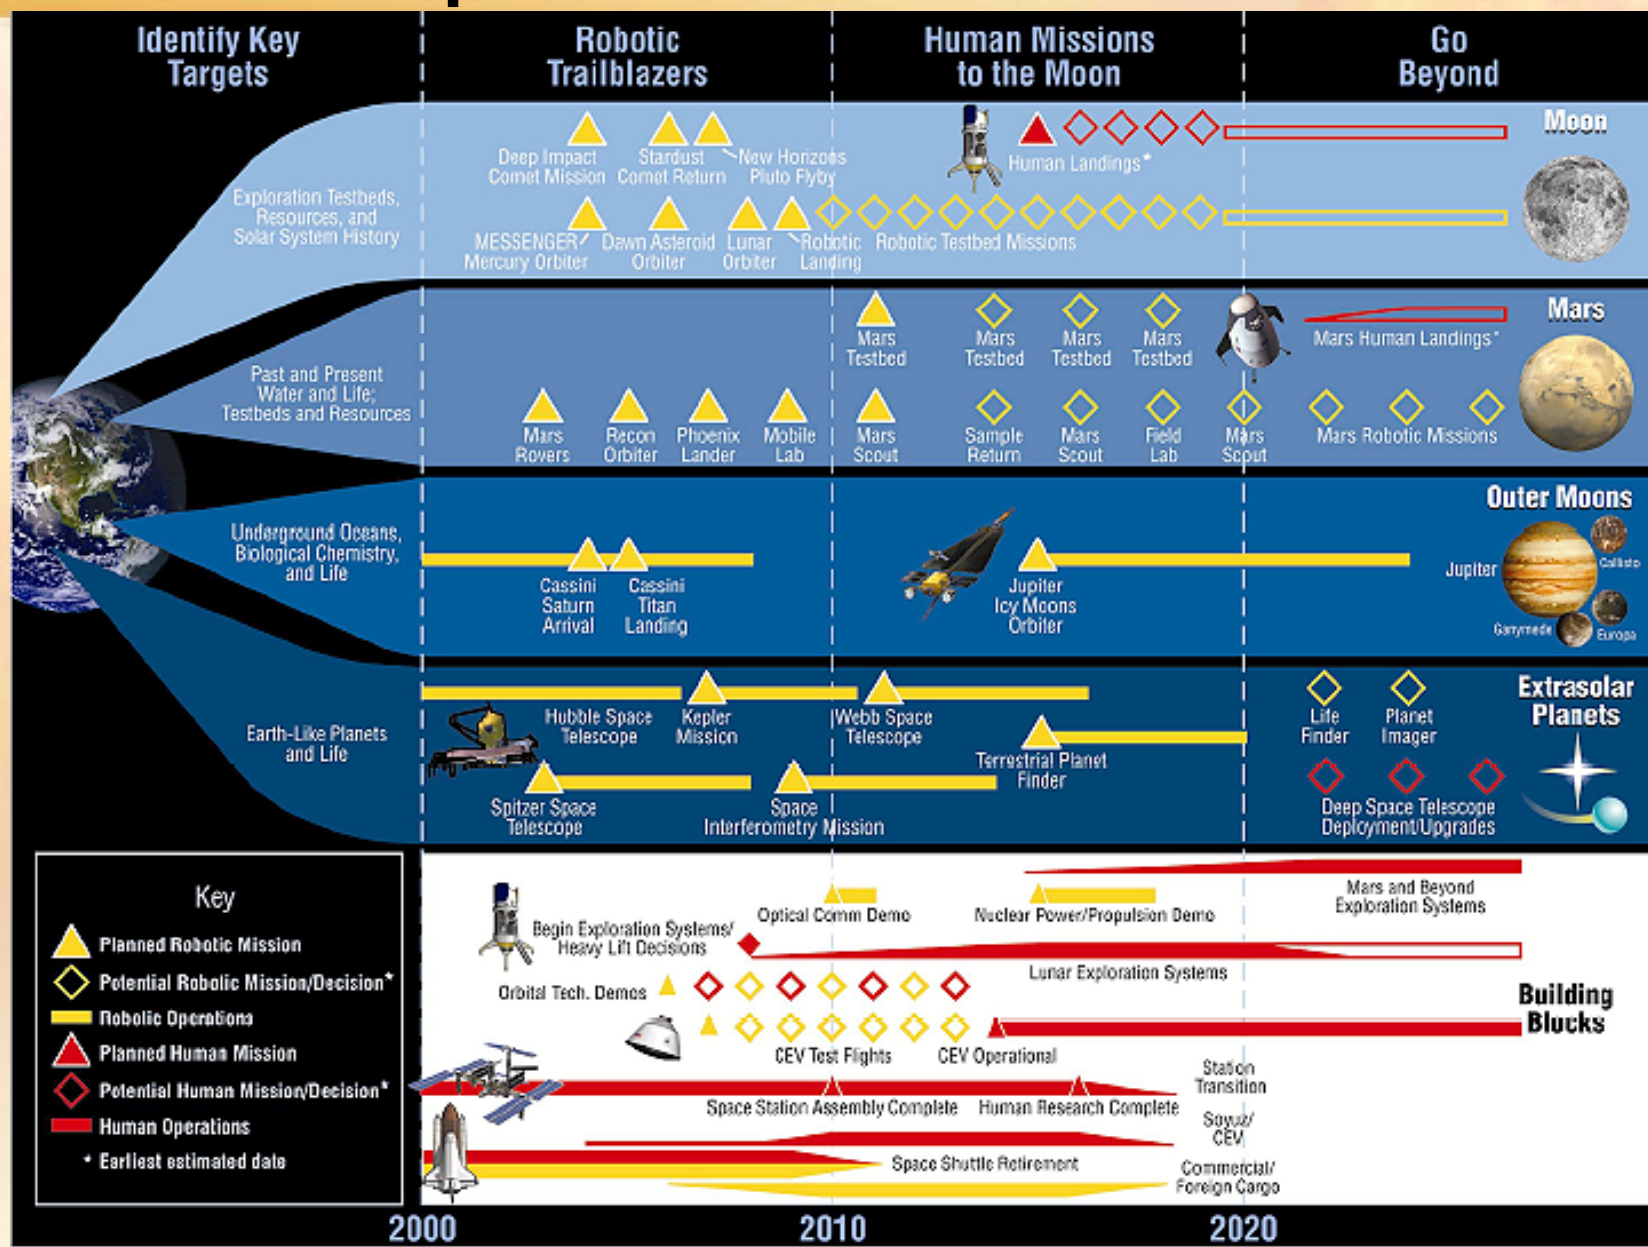 Identify Key
Targets
Robotic
Trailblazers
Human Missions
to the Moon
Go
Beyond
Exploration Testbeds,
Resources, and
Solar System History
Deep Impact
Comet Mission
Stardust
Comet Return
New Horizons
Pluto Flyby
Human Landings*
Moon
MESSENGER
Mercury Orbiter
Dawn Asteroid
Orbiter
Lunar
Orbiter
Robotic
Landing
Robotic Testbed Missions
Past and Present
Water and Life;
Testbeds and Resources
Mars
Testbed
Mars
Testbed
Mars
Testbed
Mars
Testbed
Mars Human Landings*
Mars
Mars
Rovers
Recon
Orbiter
Phoenix
Lander
Mobile
Lab
Mars
Scout
Sample
Return
Mars
Scout
Field
Lab
Mars
Scout
Mars Robotic Missions
Underground Oceans,
Biological Chemistry,
and Life
Cassini
Saturn
Arrival
Cassini
Titan
Landing
Jupiter
Icy Moons
Orbiter
Outer Moons
Jupiter
Callisto
Ganymede
Europa
Earth-Like Planets
and Life
Hubble Space
Telescope
Kepler
Mission
Webb Space
Telescope
Terrestrial Planet
Finder
Spitzer Space
Telescope
Space
Interferometry Mission
Life
Finder
Planet
Imager
Deep Space Telescope
Deployment/Upgrades
Extrasolar
Planets
Key
Planned Robotic Mission
Potential Robotic Mission/Decision*
Robotic Operations
Planned Human Mission
Potential Human Mission/Decision*
Human Operations
* Earliest estimated date
Optical Comm Demo
Nuclear Power/Propulsion Demo
Mars and Beyond
Exploration Systems
Begin Exploration Systems/
Heavy Lift Decisions
Lunar Exploration Systems
Orbital Tech. Demos
CEV Test Flights
CEV Operational
Building
Blocks
Space Station Assembly Complete
Human Research Complete
Station
Transition
Soyuz/
CEV
Space Shuttle Retirement
Commercial/
Foreign Cargo
2000
2010
2020